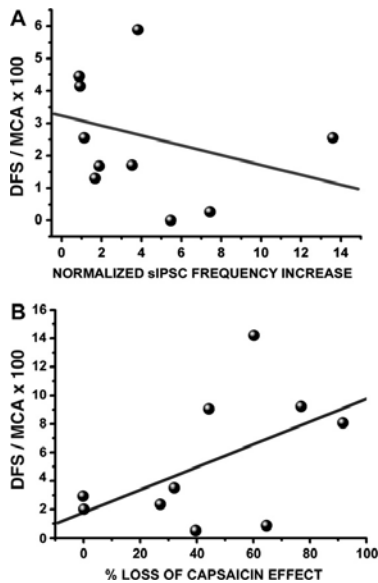 A
6
5
4
3
2
1
0
DFS / MCA x 100
0 2 4 6 8 10 12 14
NORMALIZED sIPSC FREQUENCY INCREASE
B
16
14
12
10
8
6
4
2
0
DFS / MCA x 100
0 20 40 60 80 100
% LOSS OF CAPSAICIN EFFECT